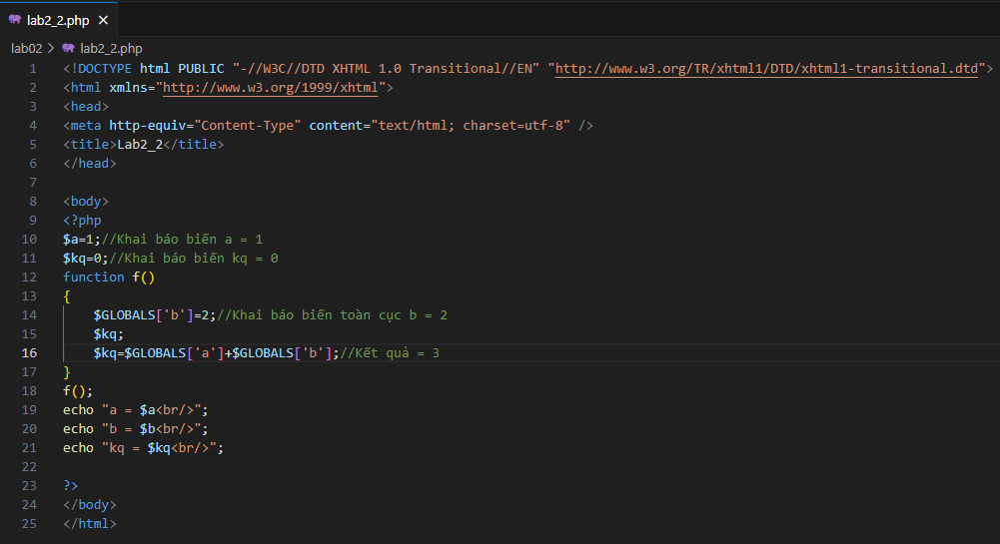 lab2_2.php
lab02 > lab2_2.php
1 <!DOCTYPE html PUBLIC "-//W3C//DTD XHTML 1.0 Transitional//EN" "http://www.w3.org/TR/xhtml1/DTD/xhtml1-transitional.dtd">
2 <html xmlns="http://www.w3.org/1999/xhtml">
3 <head>
4 <meta http-equiv="Content-Type" content="text/html; charset=utf-8" />
5 <title>Lab2_2</title>
6 </head>
7
8 <body>
9 <?php
10 $a=1;//Khai báo biến a = 1
11 $kq=0;//Khai báo biến kq = 0
12 function f()
13 {
14     $GLOBALS['b']=2;//Khai báo biến toàn cục b = 2
15     $kq;
16     $kq=$GLOBALS['a']+$GLOBALS['b'];//Kết quả = 3
17 }
18 f();
19 echo "a = $a<br/>";
20 echo "b = $b<br/>";
21 echo "kq = $kq<br/>";
22
23 ?>
24 </body>
25 </html>